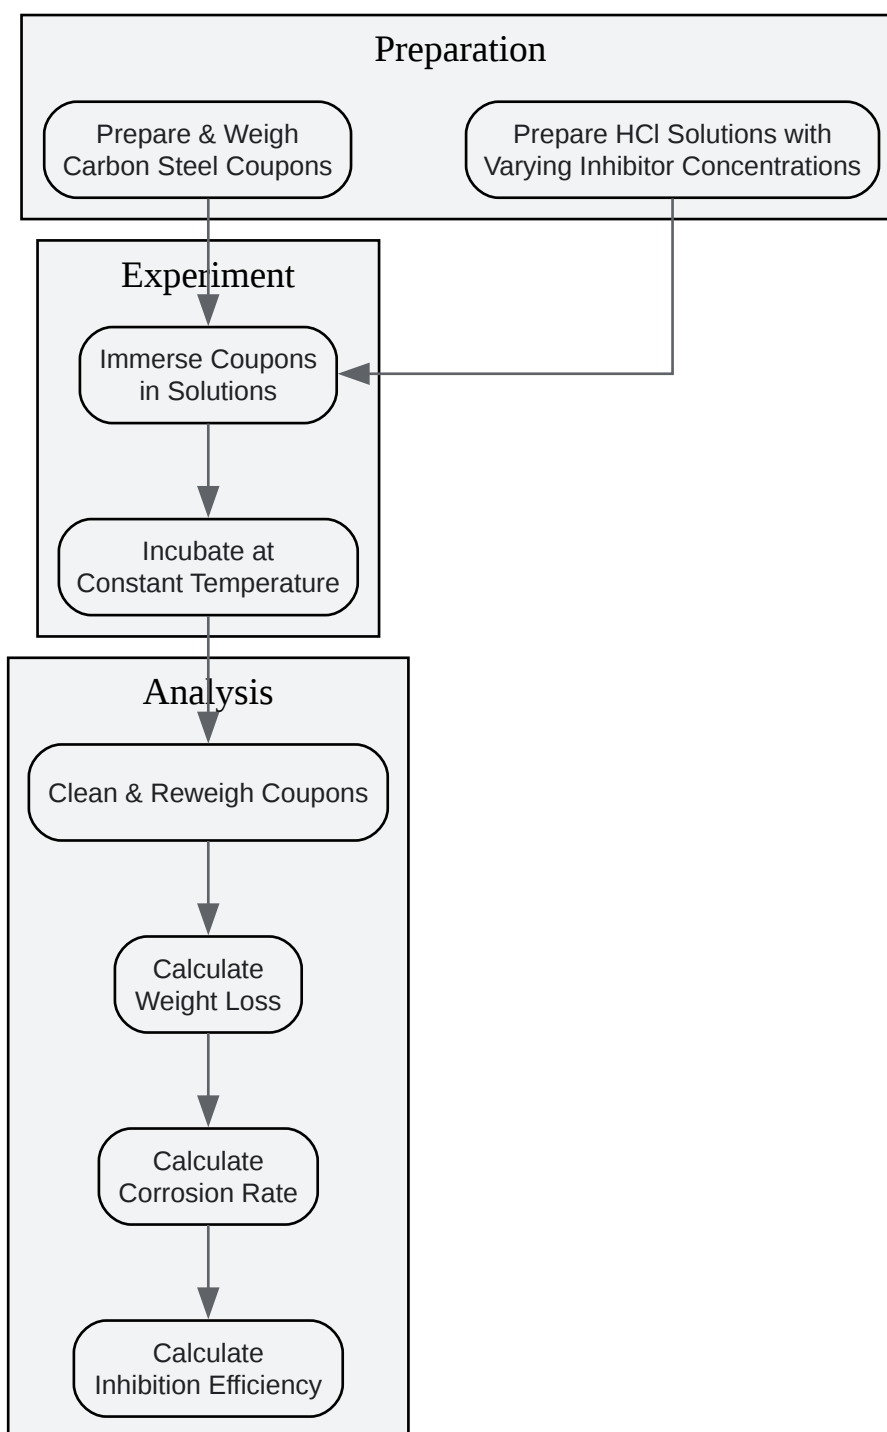 Preparation
Prepare & Weigh
Carbon Steel Coupons
Prepare HCl Solutions with
Varying Inhibitor Concentrations
Experiment
Immerse Coupons
in Solutions
Incubate at
Constant Temperature
Analysis
Clean & Reweigh Coupons
Calculate
Weight Loss
Calculate
Corrosion Rate
Calculate
Inhibition Efficiency